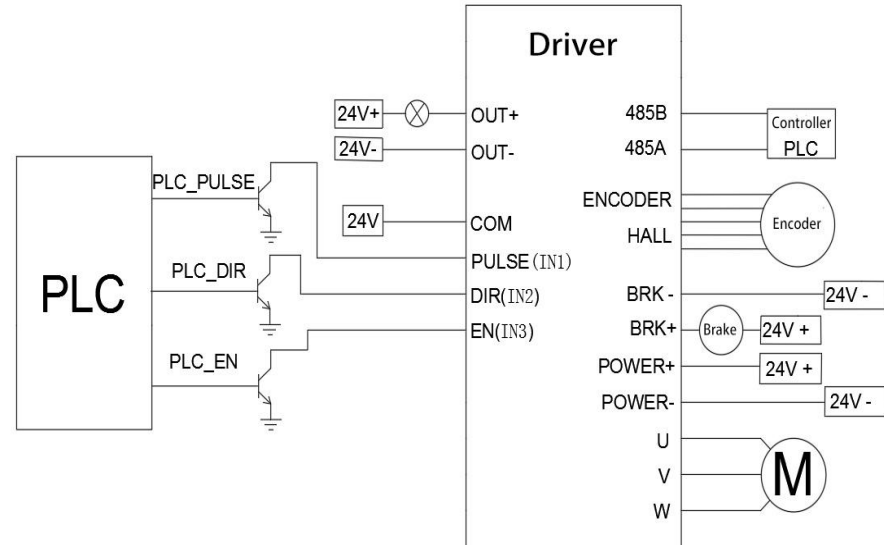 Driver
24V+
OUT+
24V-
OUT-
24V
COM
PULSE(IN1)
DIR(IN2)
EN(IN3)
PLC
PLC_PULSE
PLC_DIR
PLC_EN
485B
485A
Controller
PLC
ENCODER
HALL
Encoder
BRK -
24V -
BRK+
Brake
24V +
POWER+
24V +
POWER-
24V -
U
V
W
M